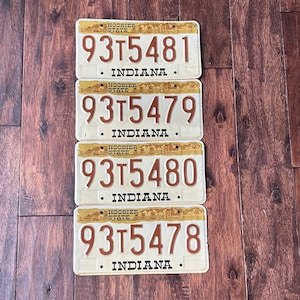 HOOSIER
STATE
93T5481
INDIANA
HOOSIER
STATE
93T5479
INDIANA
HOOSIER
STATE
93T5480
INDIANA
HOOSIER
STATE
93T5478
INDIANA